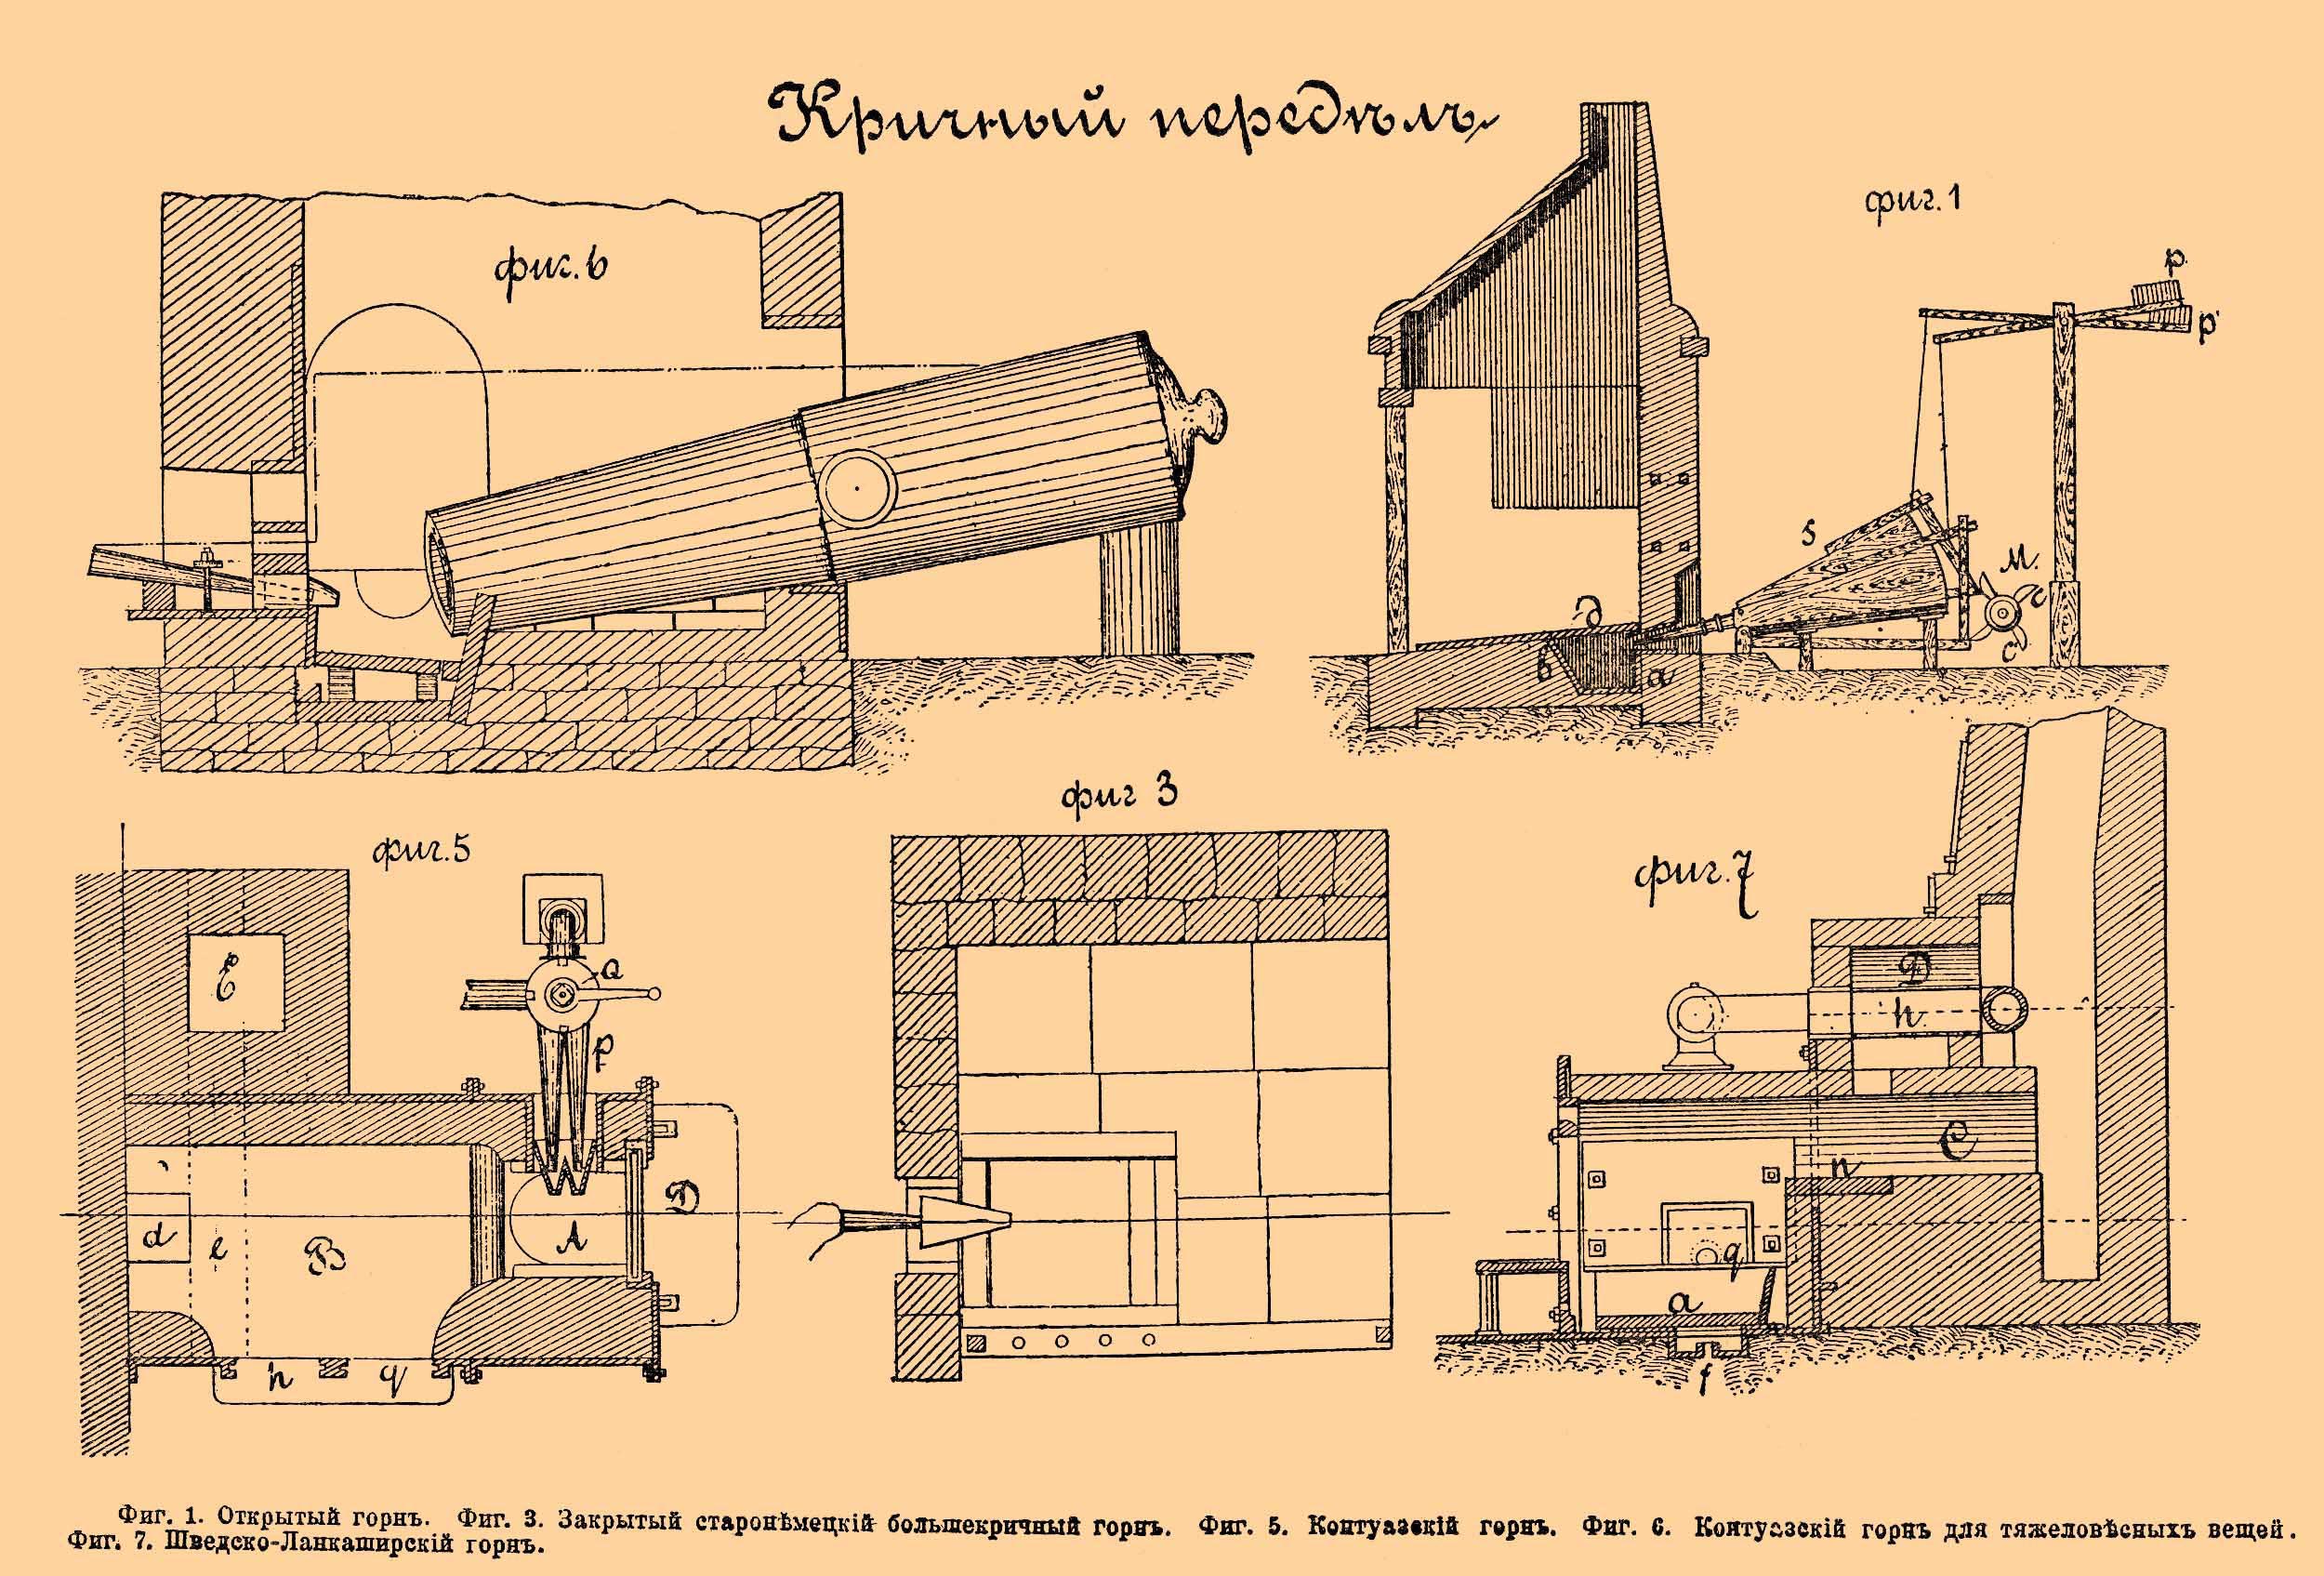 Кричный передѣлъ
фиг. 6
фиг. 1
p.
p'
s
M.
c
c
д
b
a
фиг 3
фиг. 5
фиг. 7
E
Q
P
D
A
d
e
B
h
q
D
h
C
n
q
a
f
Фиг. 1. Открытый горнъ. Фиг. 3. Закрытый старонѣмецкій большекричный горнъ. Фиг. 5. Контуазскій горнъ. Фиг. 6. Контуазскій горнъ для тяжеловѣсныхъ вещей.
Фиг. 7. Шведско-Ланкаширскій горнъ.